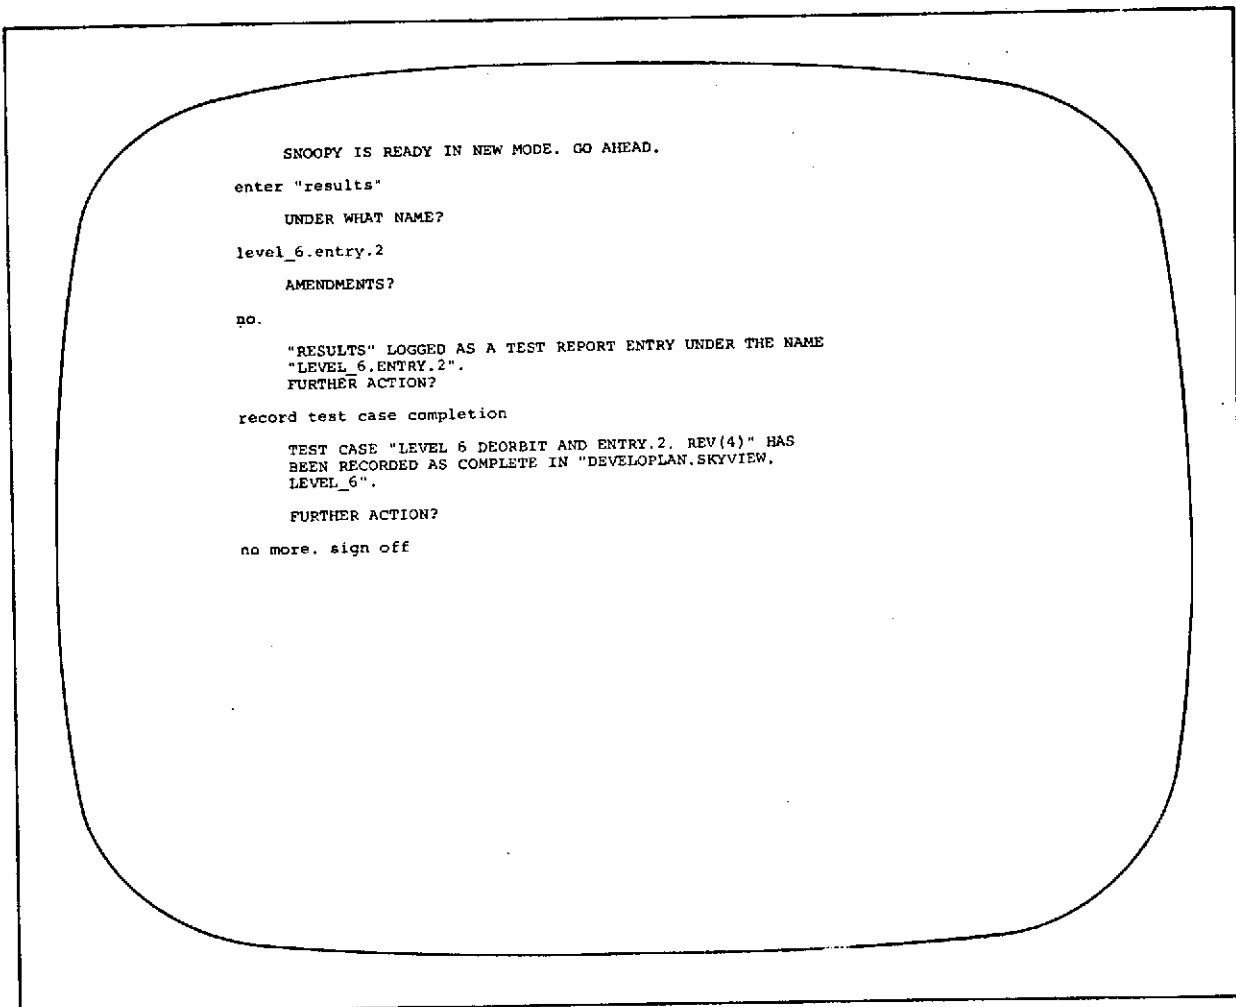 SNOOPY IS READY IN NEW MODE. GO AHEAD.
enter "results"
UNDER WHAT NAME?
level_6.entry.2
AMENDMENTS?
no.
"RESULTS" LOGGED AS A TEST REPORT ENTRY UNDER THE NAME
"LEVEL_6.ENTRY.2".
FURTHER ACTION?
record test case completion
TEST CASE "LEVEL 6 DEORBIT AND ENTRY.2. REV(4)" HAS
BEEN RECORDED AS COMPLETE IN "DEVELOPLAN.SKYVIEW.
LEVEL_6".
FURTHER ACTION?
no more. sign off